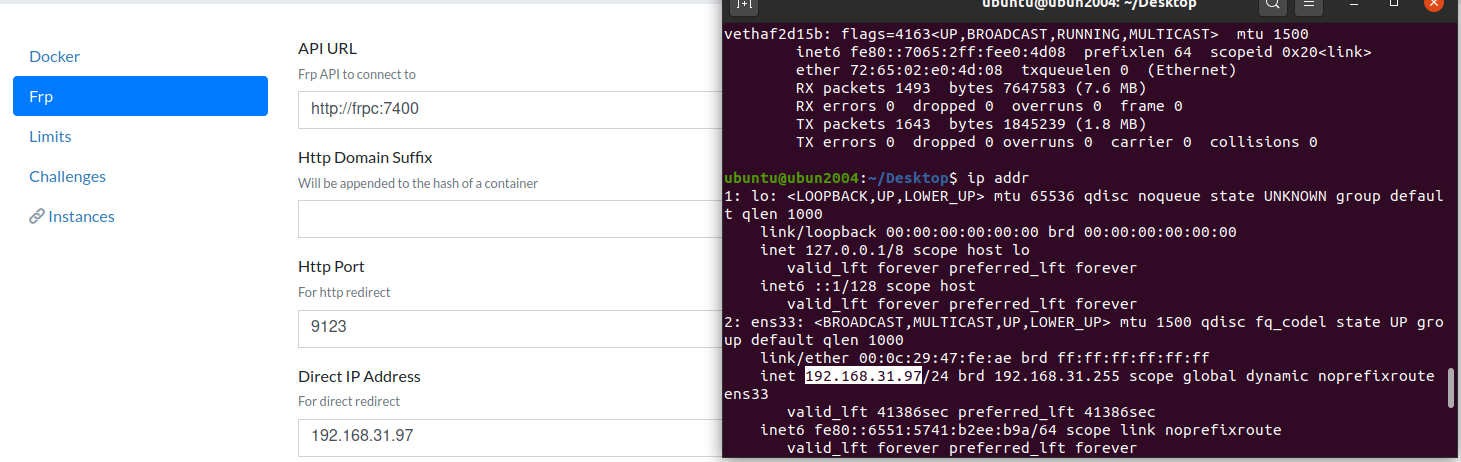 Docker
Frp
Limits
Challenges
Instances
API URL
Frp API to connect to
http://frpc:7400
Http Domain Suffix
Will be appended to the hash of a container
Http Port
For http redirect
9123
Direct IP Address
For direct redirect
192.168.31.97
ubuntu@ubun2004: ~/Desktop
vethaf2d15b: flags=4163<UP,BROADCAST,RUNNING,MULTICAST>  mtu 1500
        inet6 fe80::7065:2ff:fee0:4d08  prefixlen 64  scopeid 0x20<link>
        ether 72:65:02:e0:4d:08  txqueuelen 0  (Ethernet)
        RX packets 1493  bytes 7647583 (7.6 MB)
        RX errors 0  dropped 0  overruns 0  frame 0
        TX packets 1643  bytes 1845239 (1.8 MB)
        TX errors 0  dropped 0 overruns 0  carrier 0  collisions 0
ubuntu@ubun2004:~/Desktop$ ip addr
1: lo: <LOOPBACK,UP,LOWER_UP> mtu 65536 qdisc noqueue state UNKNOWN group defaul
t qlen 1000
    link/loopback 00:00:00:00:00:00 brd 00:00:00:00:00:00
    inet 127.0.0.1/8 scope host lo
       valid_lft forever preferred_lft forever
    inet6 ::1/128 scope host
       valid_lft forever preferred_lft forever
2: ens33: <BROADCAST,MULTICAST,UP,LOWER_UP> mtu 1500 qdisc fq_codel state UP gro
up default qlen 1000
    link/ether 00:0c:29:47:fe:ae brd ff:ff:ff:ff:ff:ff
    inet 192.168.31.97/24 brd 192.168.31.255 scope global dynamic noprefixroute
ens33
       valid_lft 41386sec preferred_lft 41386sec
    inet6 fe80::6551:5741:b2ee:b9a/64 scope link noprefixroute
       valid_lft forever preferred_lft forever